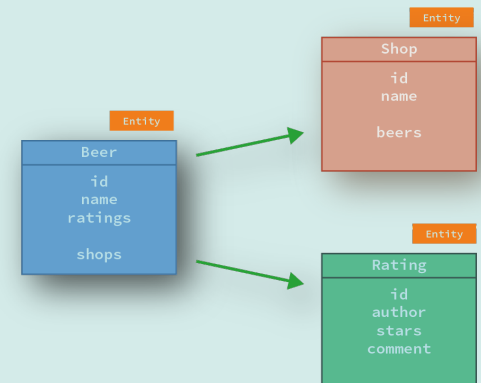 Entity
Shop
id
name
beers
Entity
Beer
id
name
ratings
shops
Entity
Rating
id
author
stars
comment